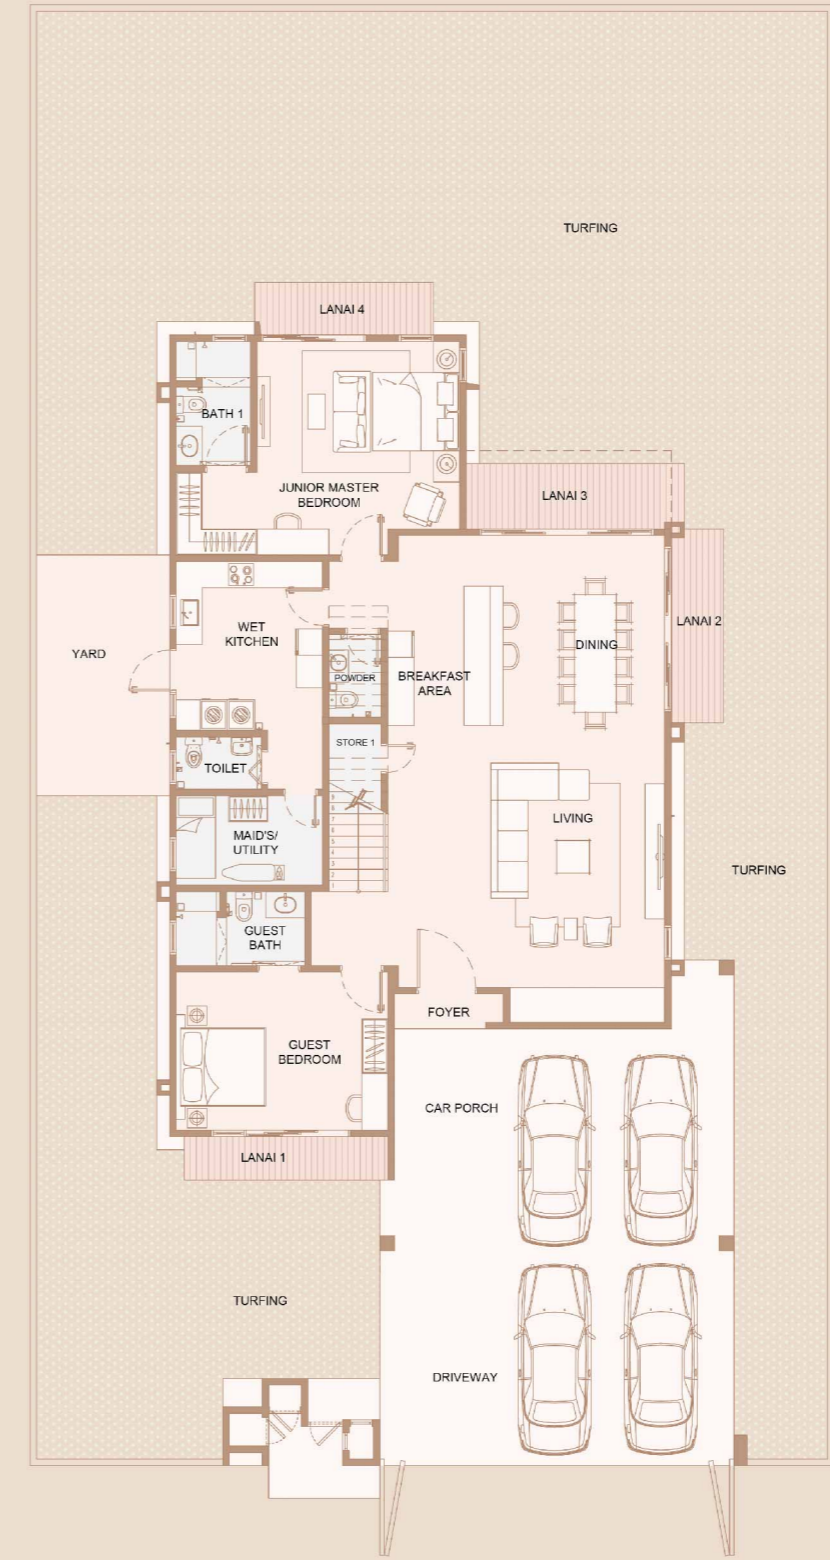 TURFING
LANAI 4
BATH 1
JUNIOR MASTER
BEDROOM
LANAI 3
LANAI 2
WET
KITCHEN
YARD
DINING
POWDER
BREAKFAST
AREA
STORE 1
TOILET
LIVING
MAID'S/
UTILITY
TURFING
GUEST
BATH
FOYER
GUEST
BEDROOM
CAR PORCH
LANAI 1
TURFING
DRIVEWAY